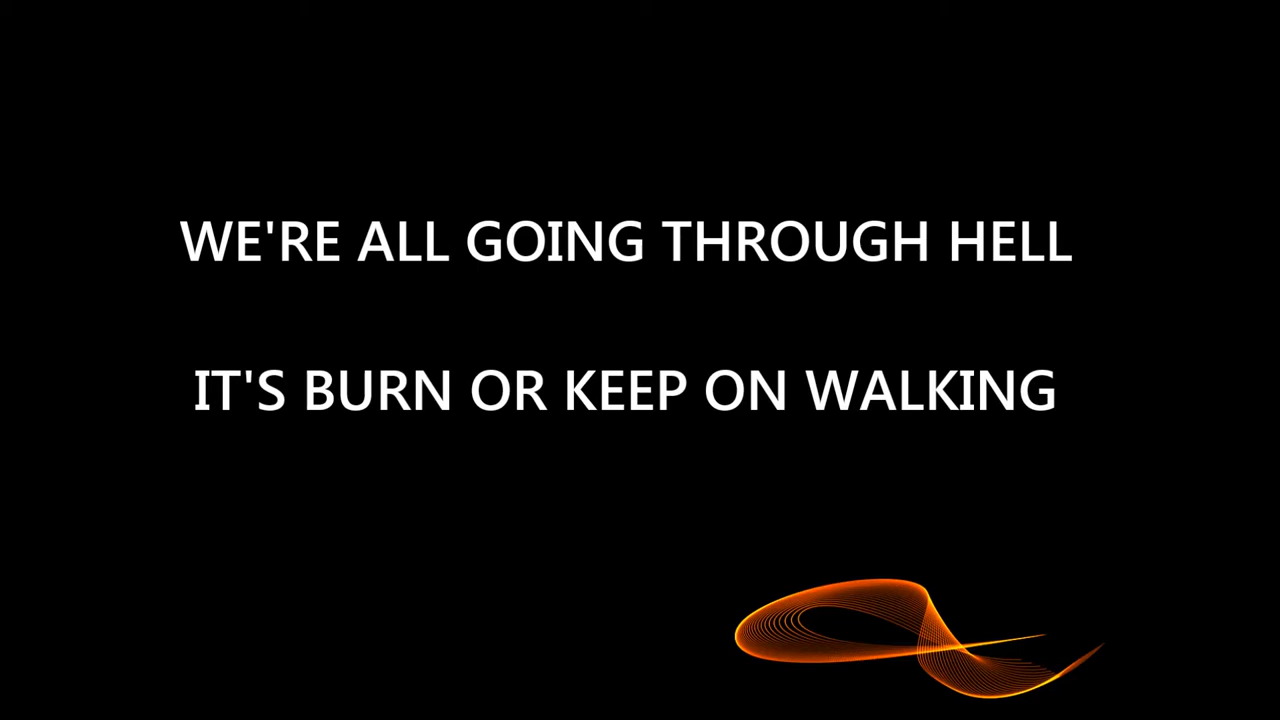 WE'RE ALL GOING THROUGH HELL
IT'S BURN OR KEEP ON WALKING